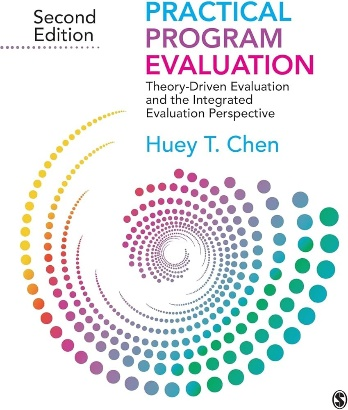 Second
Edition
PRACTICAL
PROGRAM
EVALUATION
Theory-Driven Evaluation
and the Integrated
Evaluation Perspective
Huey T. Chen
S